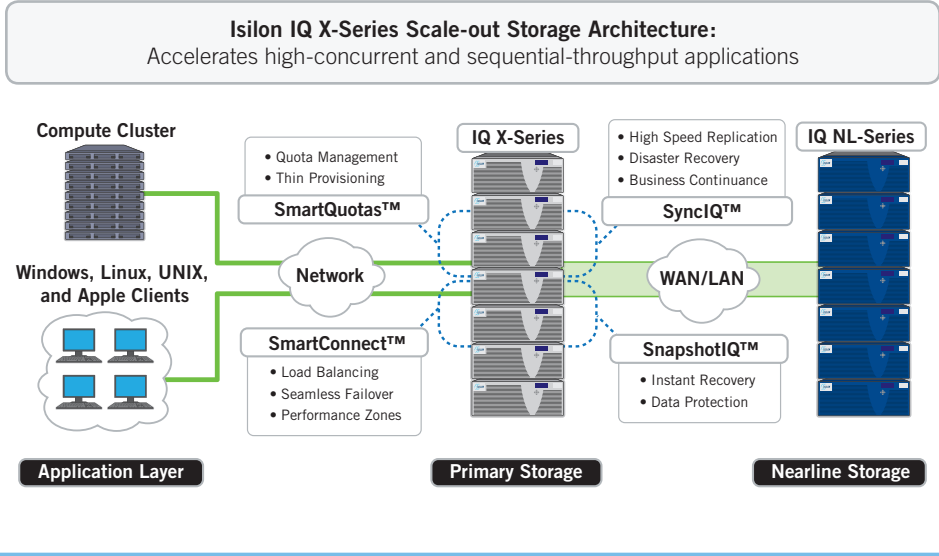 Isilon IQ X-Series Scale-out Storage Architecture:
Accelerates high-concurrent and sequential-throughput applications
Compute Cluster
• Quota Management
• Thin Provisioning
SmartQuotas™
IQ X-Series
• High Speed Replication
• Disaster Recovery
• Business Continuance
SyncIQ™
IQ NL-Series
Windows, Linux, UNIX,
and Apple Clients
Network
WAN/LAN
SmartConnect™
• Load Balancing
• Seamless Failover
• Performance Zones
SnapshotIQ™
• Instant Recovery
• Data Protection
Application Layer
Primary Storage
Nearline Storage